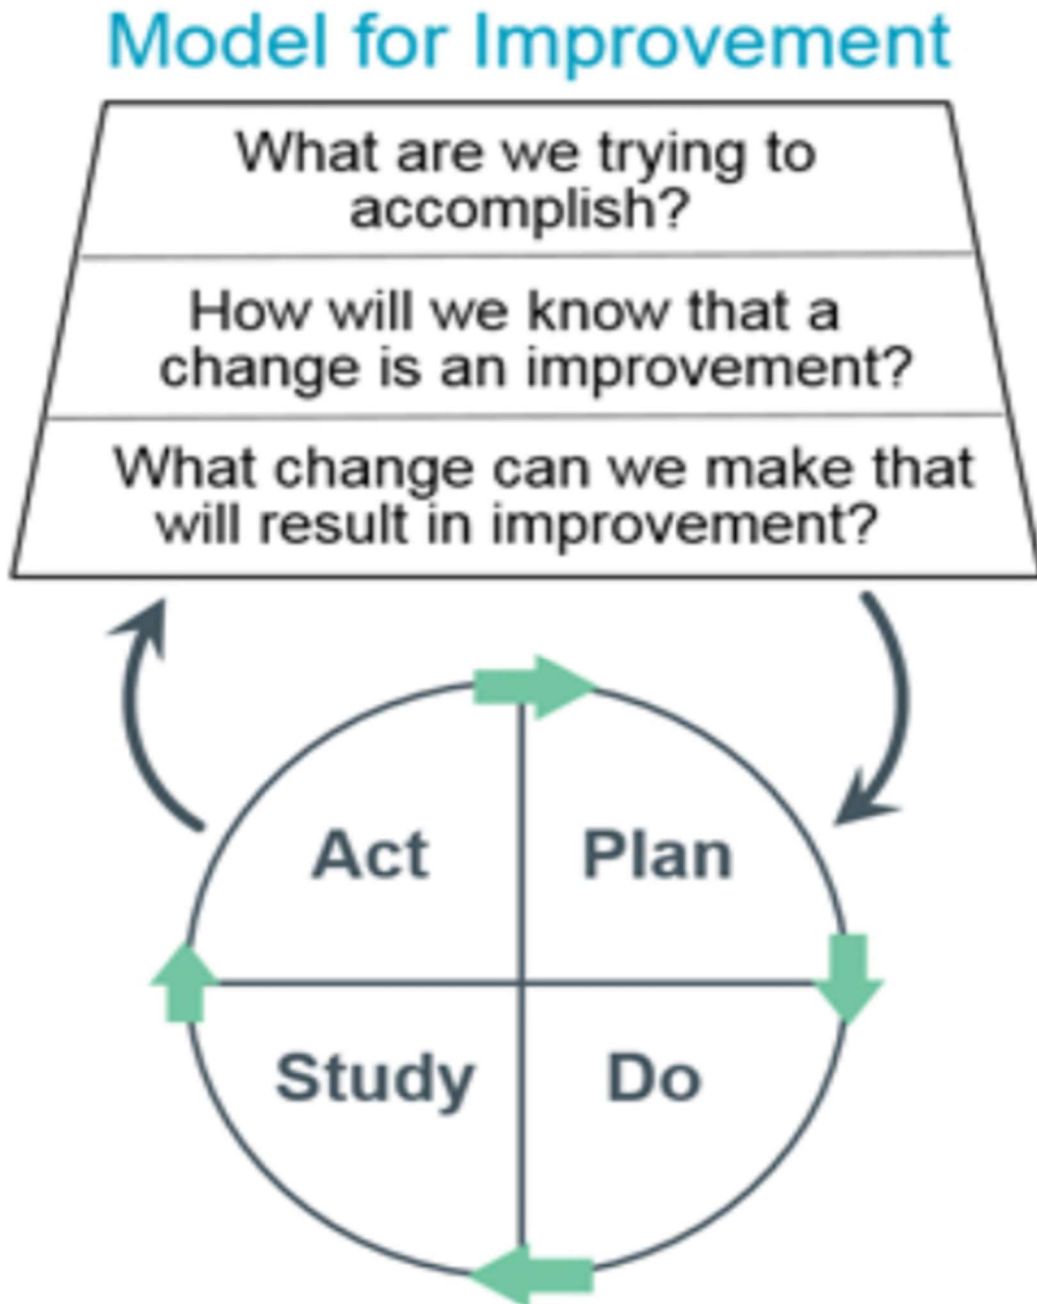 Model for Improvement
What are we trying to
accomplish?
How will we know that a
change is an improvement?
What change can we make that
will result in improvement?
Act
Plan
Study
Do